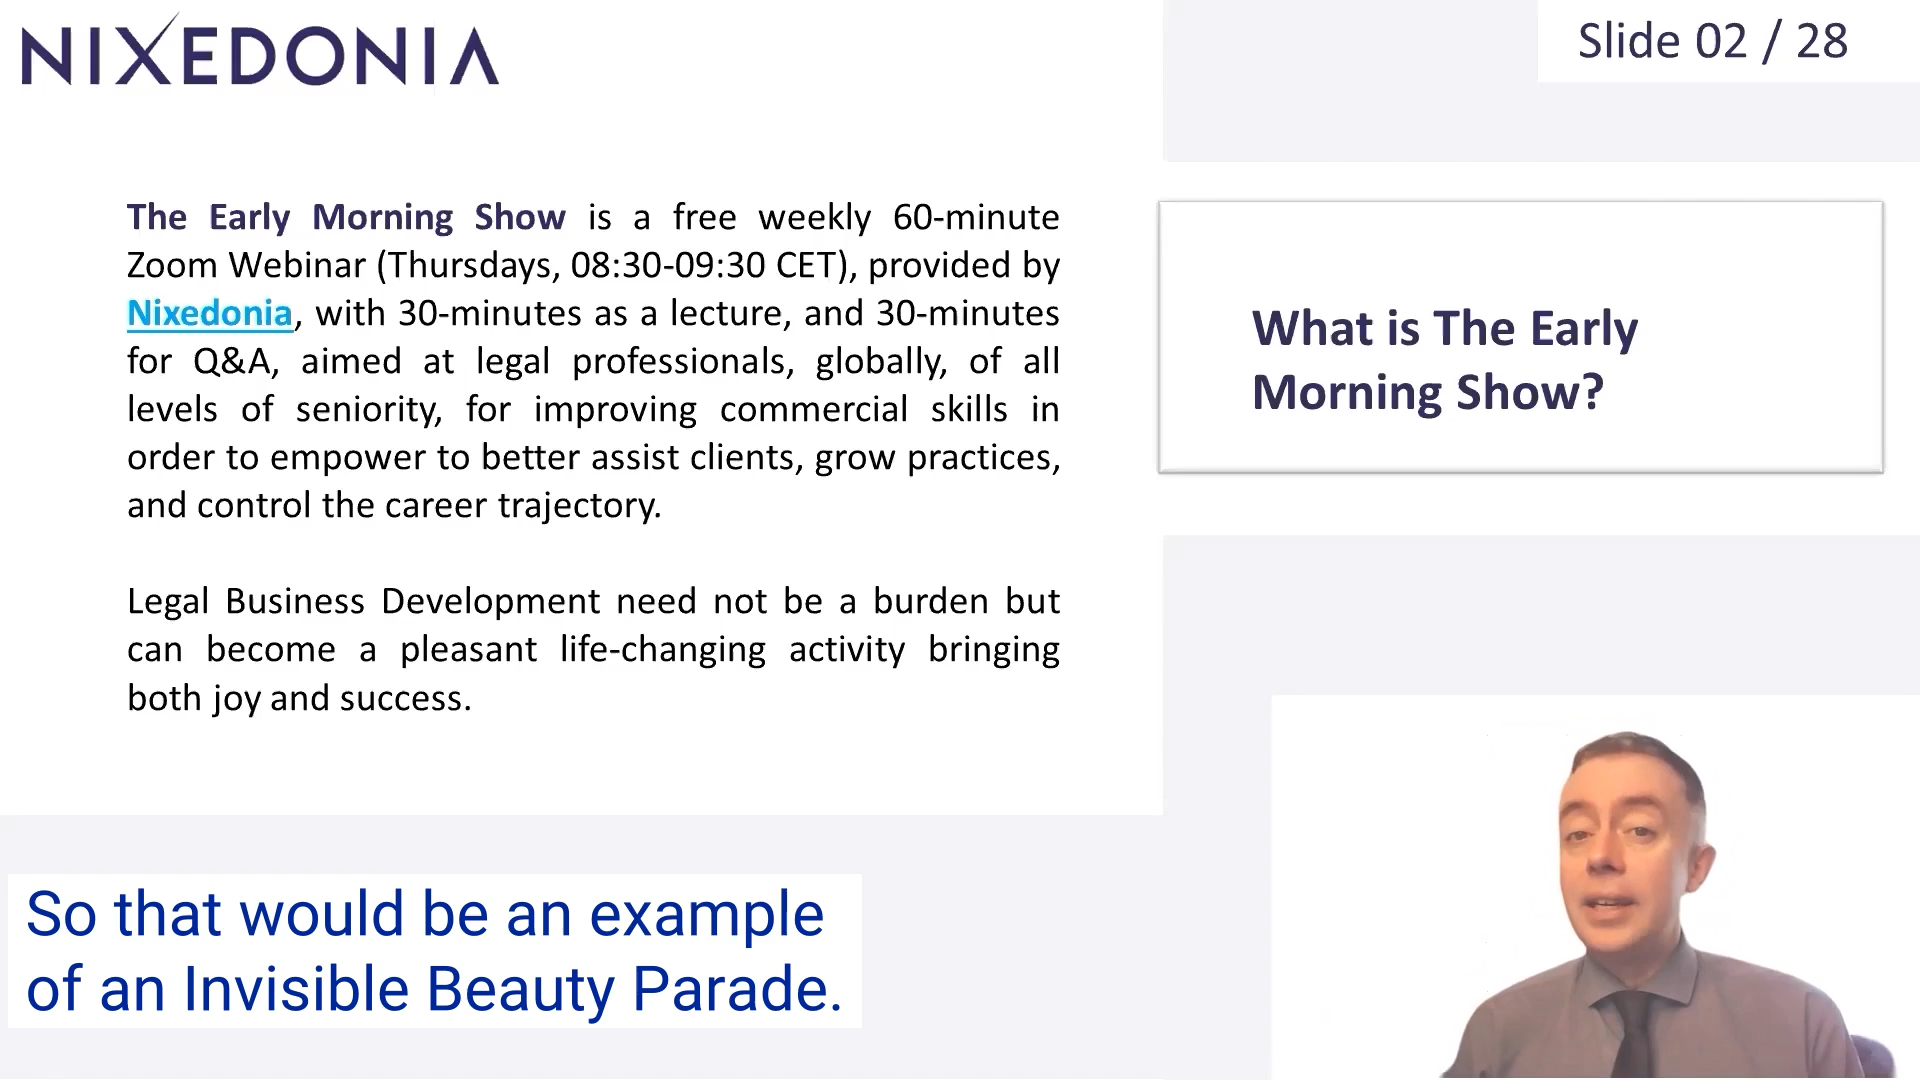 NIXEDONIA
Slide 02 / 28
The Early Morning Show is a free weekly 60-minute
Zoom Webinar (Thursdays, 08:30-09:30 CET), provided by
Nixedonia, with 30-minutes as a lecture, and 30-minutes
for Q&A, aimed at legal professionals, globally, of all
levels of seniority, for improving commercial skills in
order to empower to better assist clients, grow practices,
and control the career trajectory.
Legal Business Development need not be a burden but
can become a pleasant life-changing activity bringing
both joy and success.
What is The Early
Morning Show?
So that would be an example
of an Invisible Beauty Parade.